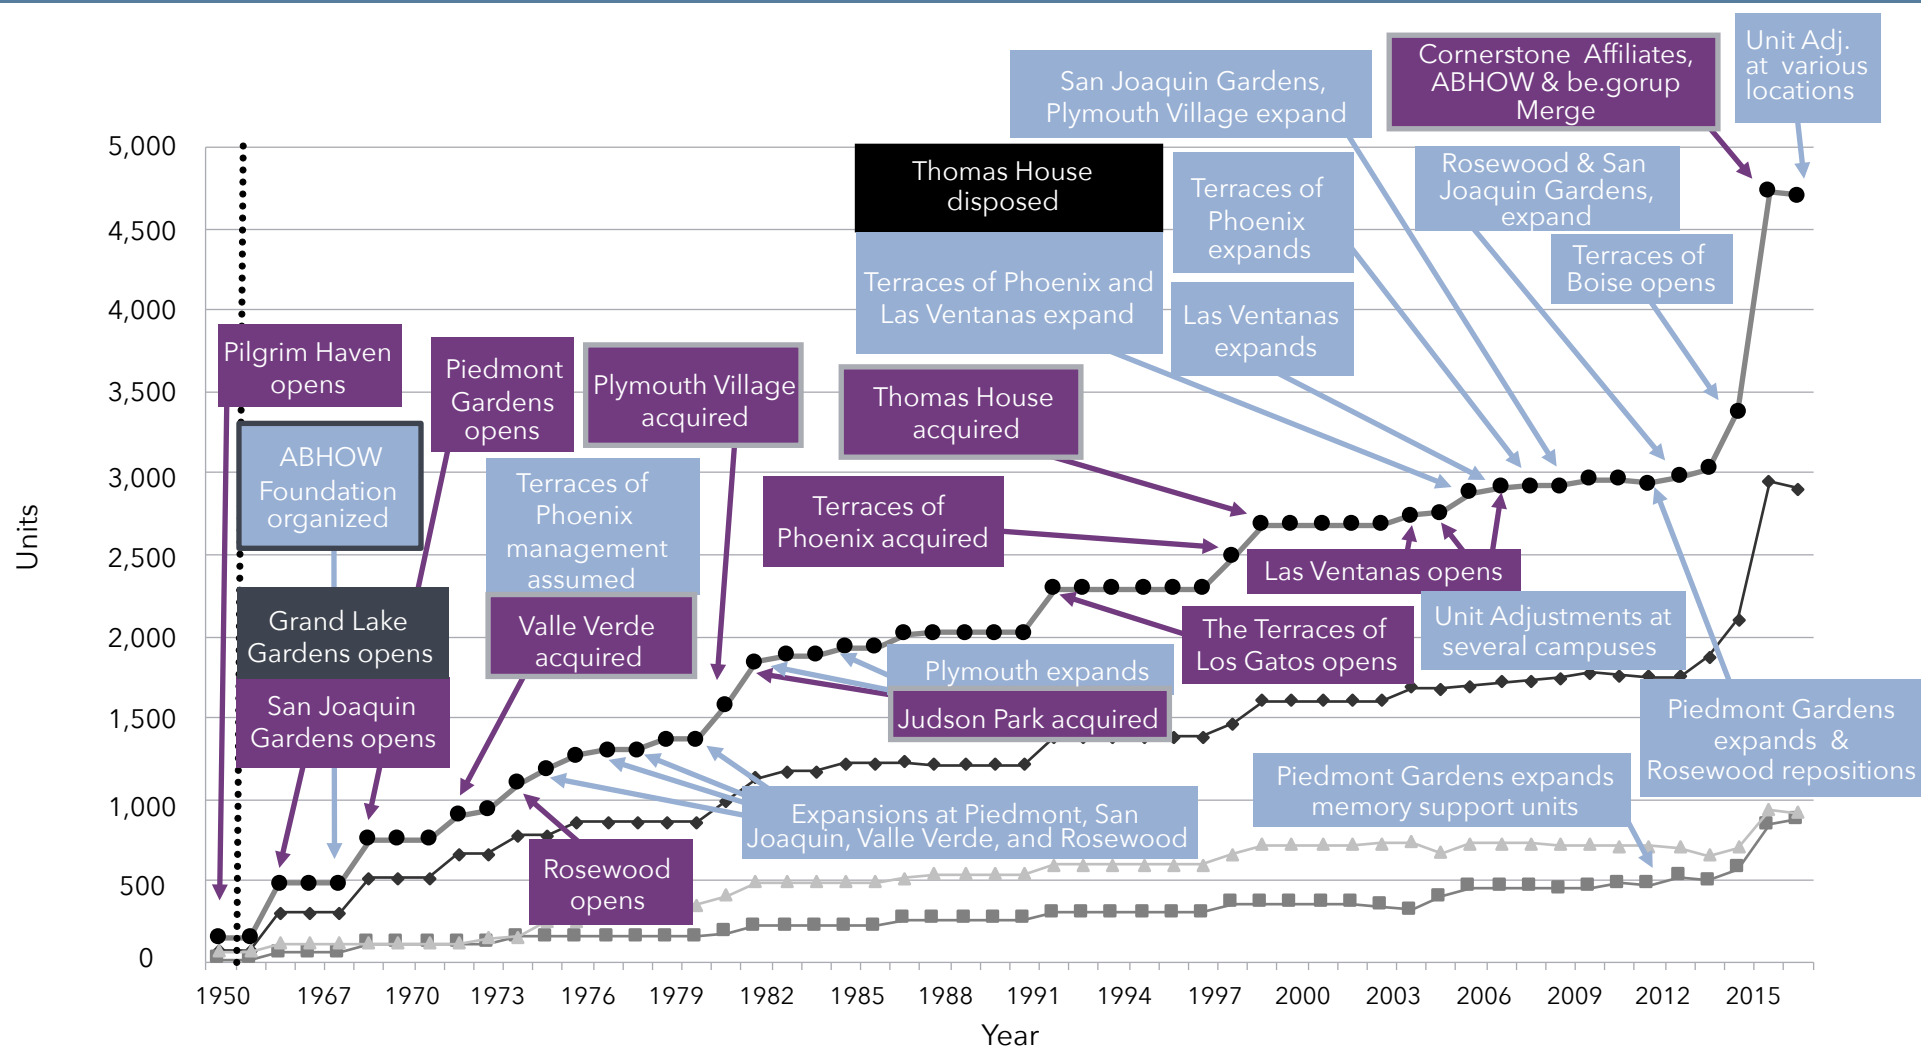 Unit Adj.
at various
locations
Cornerstone Affiliates,
ABHOW & be.gorup
Merge
San Joaquin Gardens,
Plymouth Village expand
5,000
4,500
4,000
3,500
3,000
2,500
2,000
1,500
1,000
500
0
Units
Thomas House
disposed
Terraces of Phoenix and
Las Ventanas expand
Terraces of
Phoenix
expands
Las Ventanas
expands
Rosewood & San
Joaquin Gardens,
expand
Terraces of
Boise opens
Pilgrim Haven
opens
ABHOW
Foundation
organized
Grand Lake
Gardens opens
San Joaquin
Gardens opens
Piedmont
Gardens
opens
Terraces of
Phoenix
management
assumed
Valle Verde
acquired
Plymouth Village
acquired
Thomas House
acquired
Terraces of
Phoenix acquired
Las Ventanas opens
The Terraces of
Los Gatos opens
Unit Adjustments at
several campuses
Plymouth expands
Judson Park acquired
Piedmont Gardens
expands &
Rosewood repositions
Piedmont Gardens expands
memory support units
Expansions at Piedmont, San
Joaquin, Valle Verde, and Rosewood
Rosewood
opens
1950 1967 1970 1973 1976 1979 1982 1985 1988 1991 1994 1997 2000 2003 2006 2009 2012 2015
Year